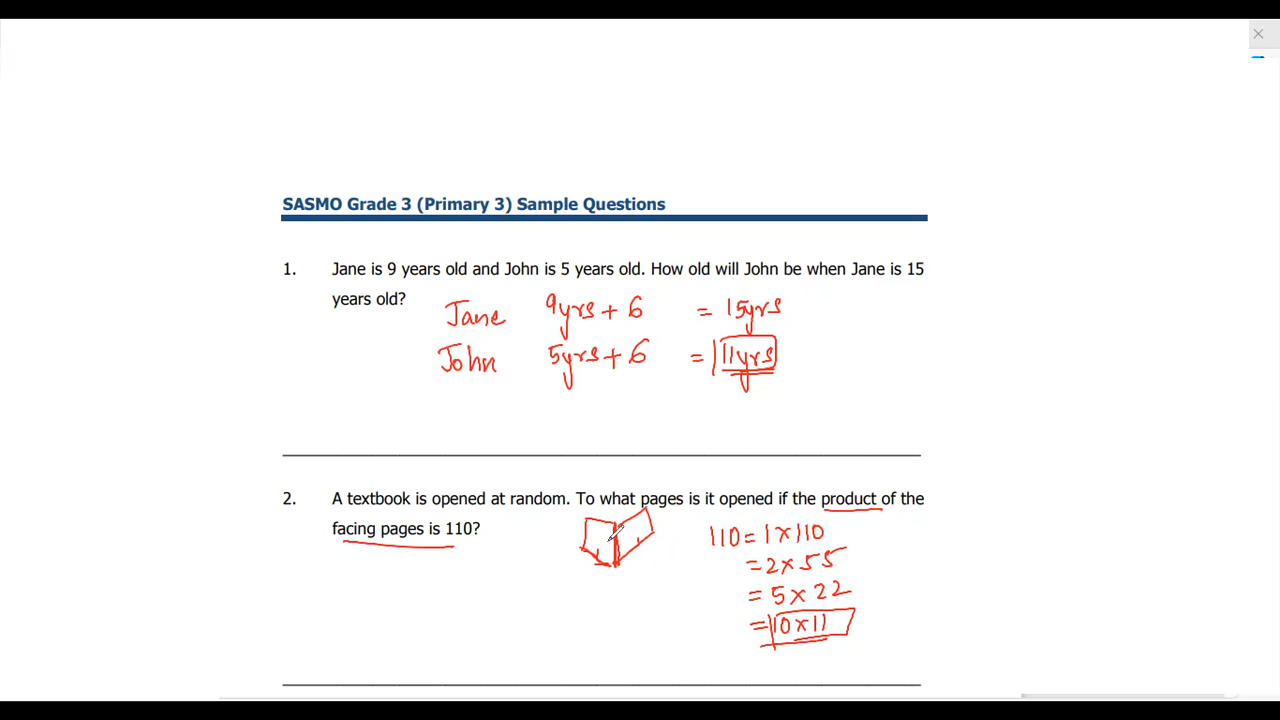 SASMO Grade 3 (Primary 3) Sample Questions
1. Jane is 9 years old and John is 5 years old. How old will John be when Jane is 15
years old?
Jane 9yrs + 6 = 15yrs
John 5yrs + 6 = 11yrs
2. A textbook is opened at random. To what pages is it opened if the product of the
facing pages is 110?
110 = 1 x 110
= 2 x 55
= 5 x 22
= 10 x 11